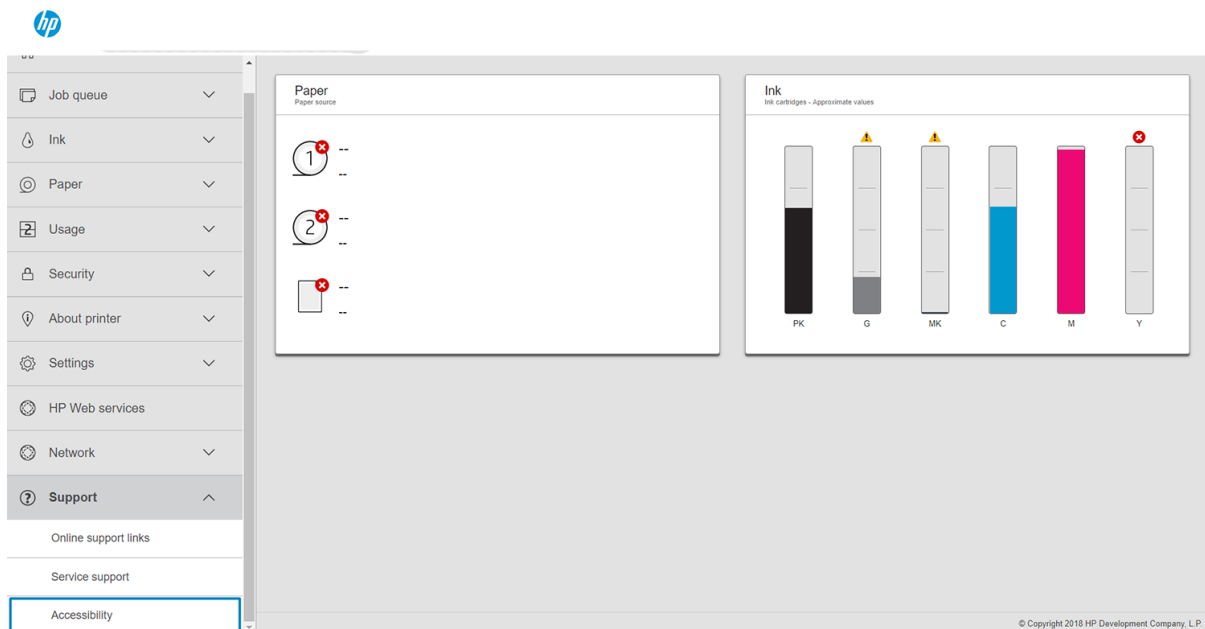 hp
Job queue
Ink
Paper
Usage
Security
About printer
Settings
HP Web services
Network
Support
Online support links
Service support
Accessibility
Paper
Paper source
1
--
--
2
--
--
--
--
Ink
Ink cartridges - Approximate values
PK G MK C M Y
© Copyright 2018 HP Development Company, L.P.